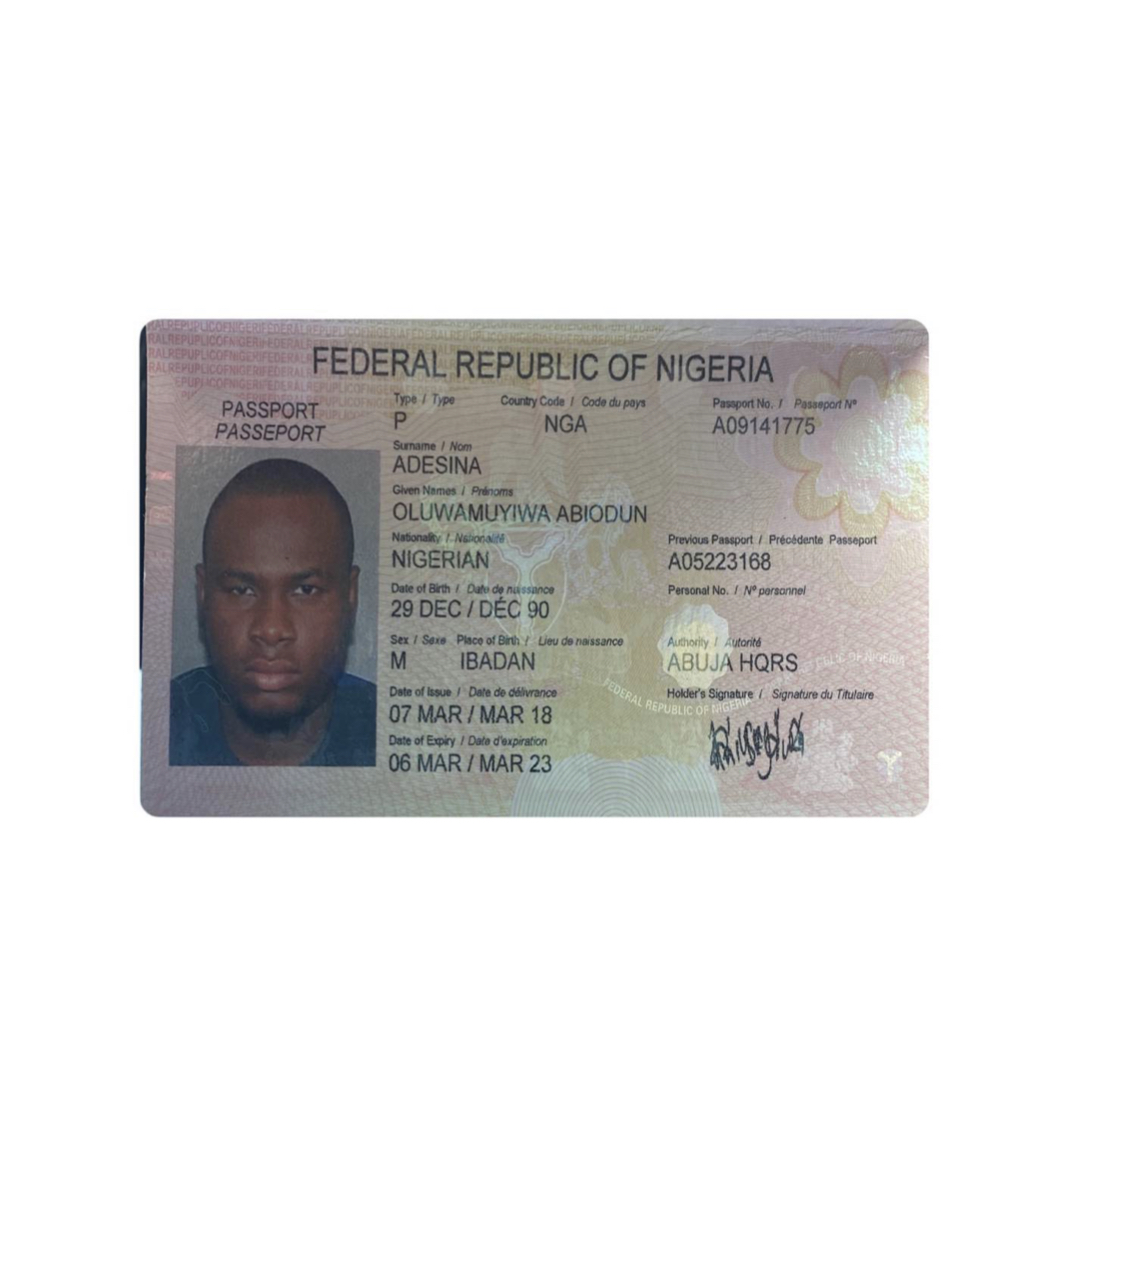 FEDERAL REPUBLIC OF NIGERIA
PASSPORT
PASSEPORT
Type / Type Country Code / Code du pays Passport No. / Passeport N°
P NGA A09141775
Surname / Nom
ADESINA
Given Names / Prénoms
OLUWAMUYIWA ABIODUN
Nationality / Nationalité Previous Passport / Précédente Passeport
NIGERIAN A05223168
Date of Birth / Date de naissance Personal No. / N° personnel
29 DEC / DÉC 90
Sex / Sexe Place of Birth / Lieu de naissance Authority / Autorité
M IBADAN ABUJA HQRS
Date of Issue / Date de délivrance Holder's Signature / Signature du Titulaire
07 MAR / MAR 18
Date of Expiry / Date d'expiration
06 MAR / MAR 23
FEDERAL REPUBLIC OF NIGERIA